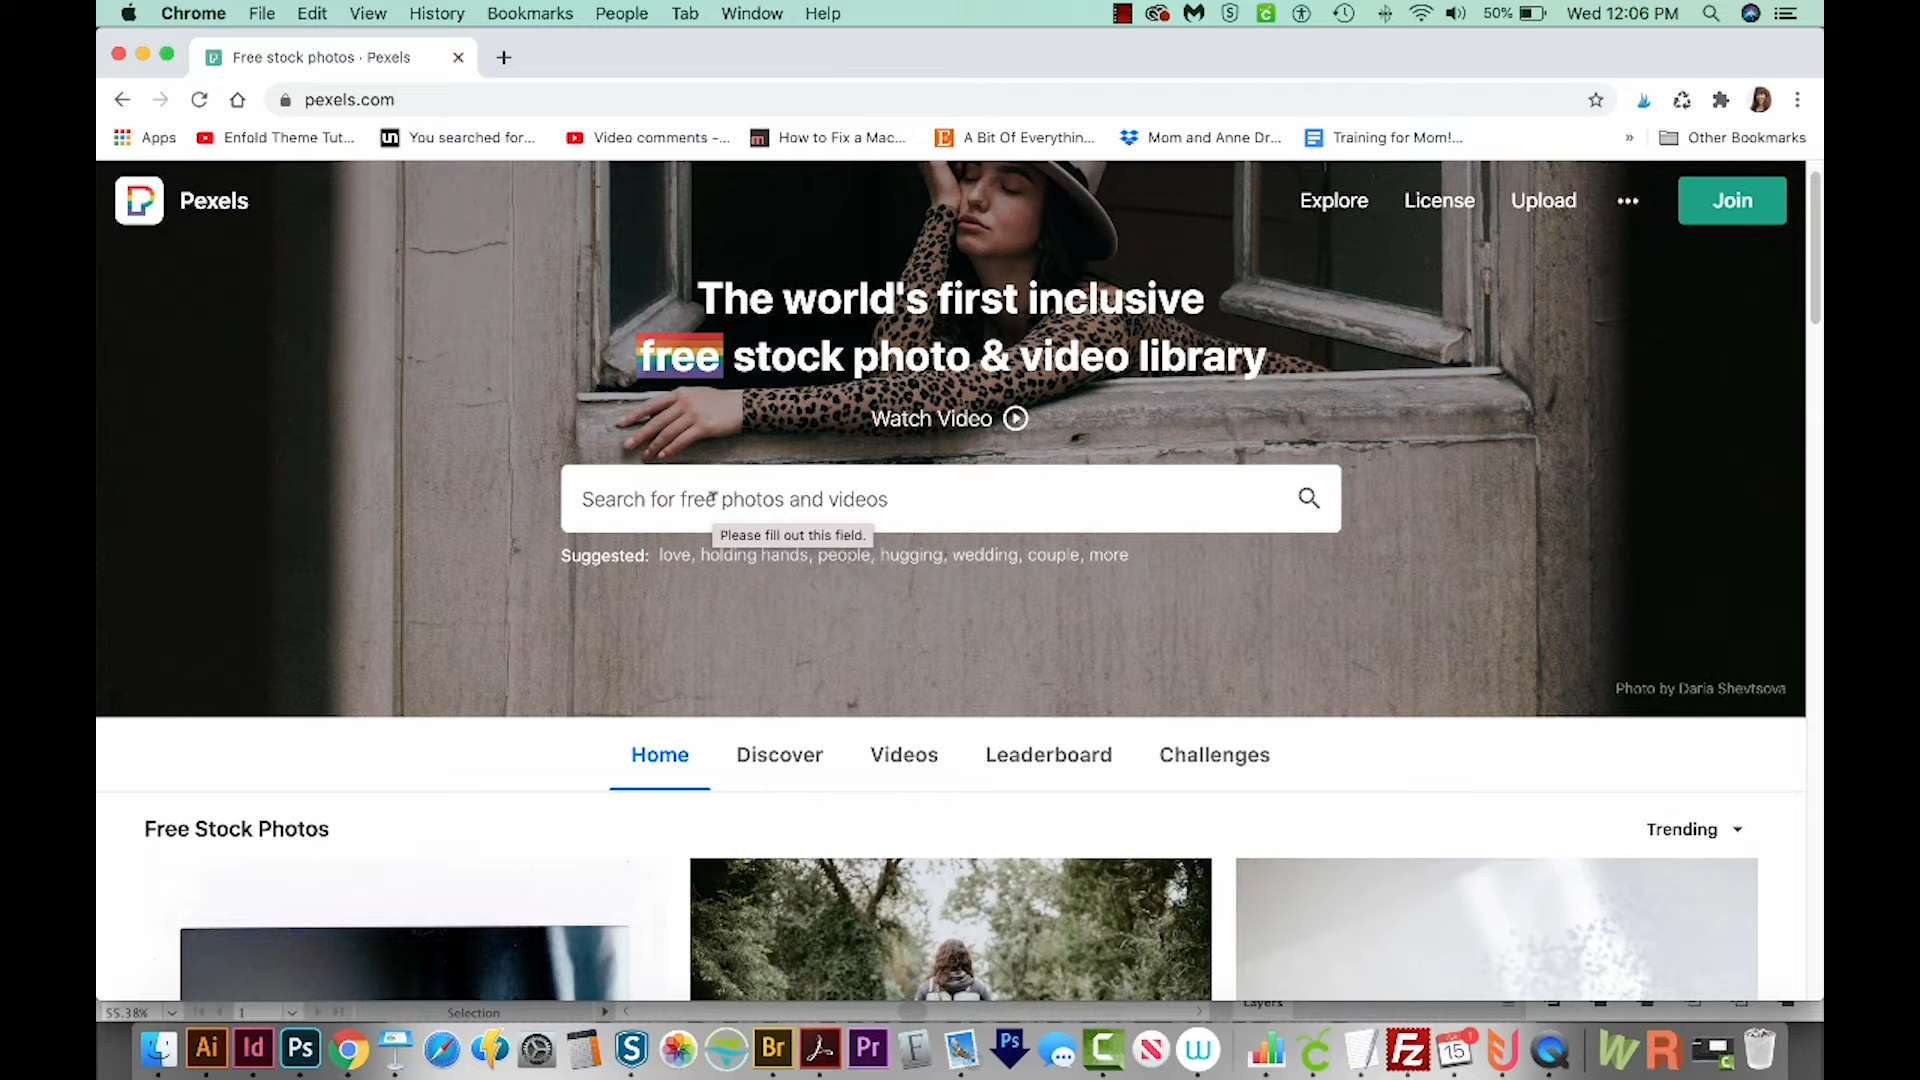 Chrome File Edit View History Bookmarks People Tab Window Help 50% Wed 12:06 PM
Free stock photos · Pexels
pexels.com
Apps Enfold Theme Tut... You searched for... Video comments –... How to Fix a Mac... A Bit Of Everythin... Mom and Anne Dr... Training for Mom!... » Other Bookmarks
Pexels Explore License Upload ••• Join
The world's first inclusive
free stock photo & video library
Watch Video
Search for free photos and videos
Please fill out this field.
Suggested: love, holding hands, people, hugging, wedding, couple, more
Photo by Daria Shevtsova
Home Discover Videos Leaderboard Challenges
Free Stock Photos Trending
55.38% 1 Selection Layers
Ai Id Ps S Br Pr F Ps C N W FZ 15 U W R